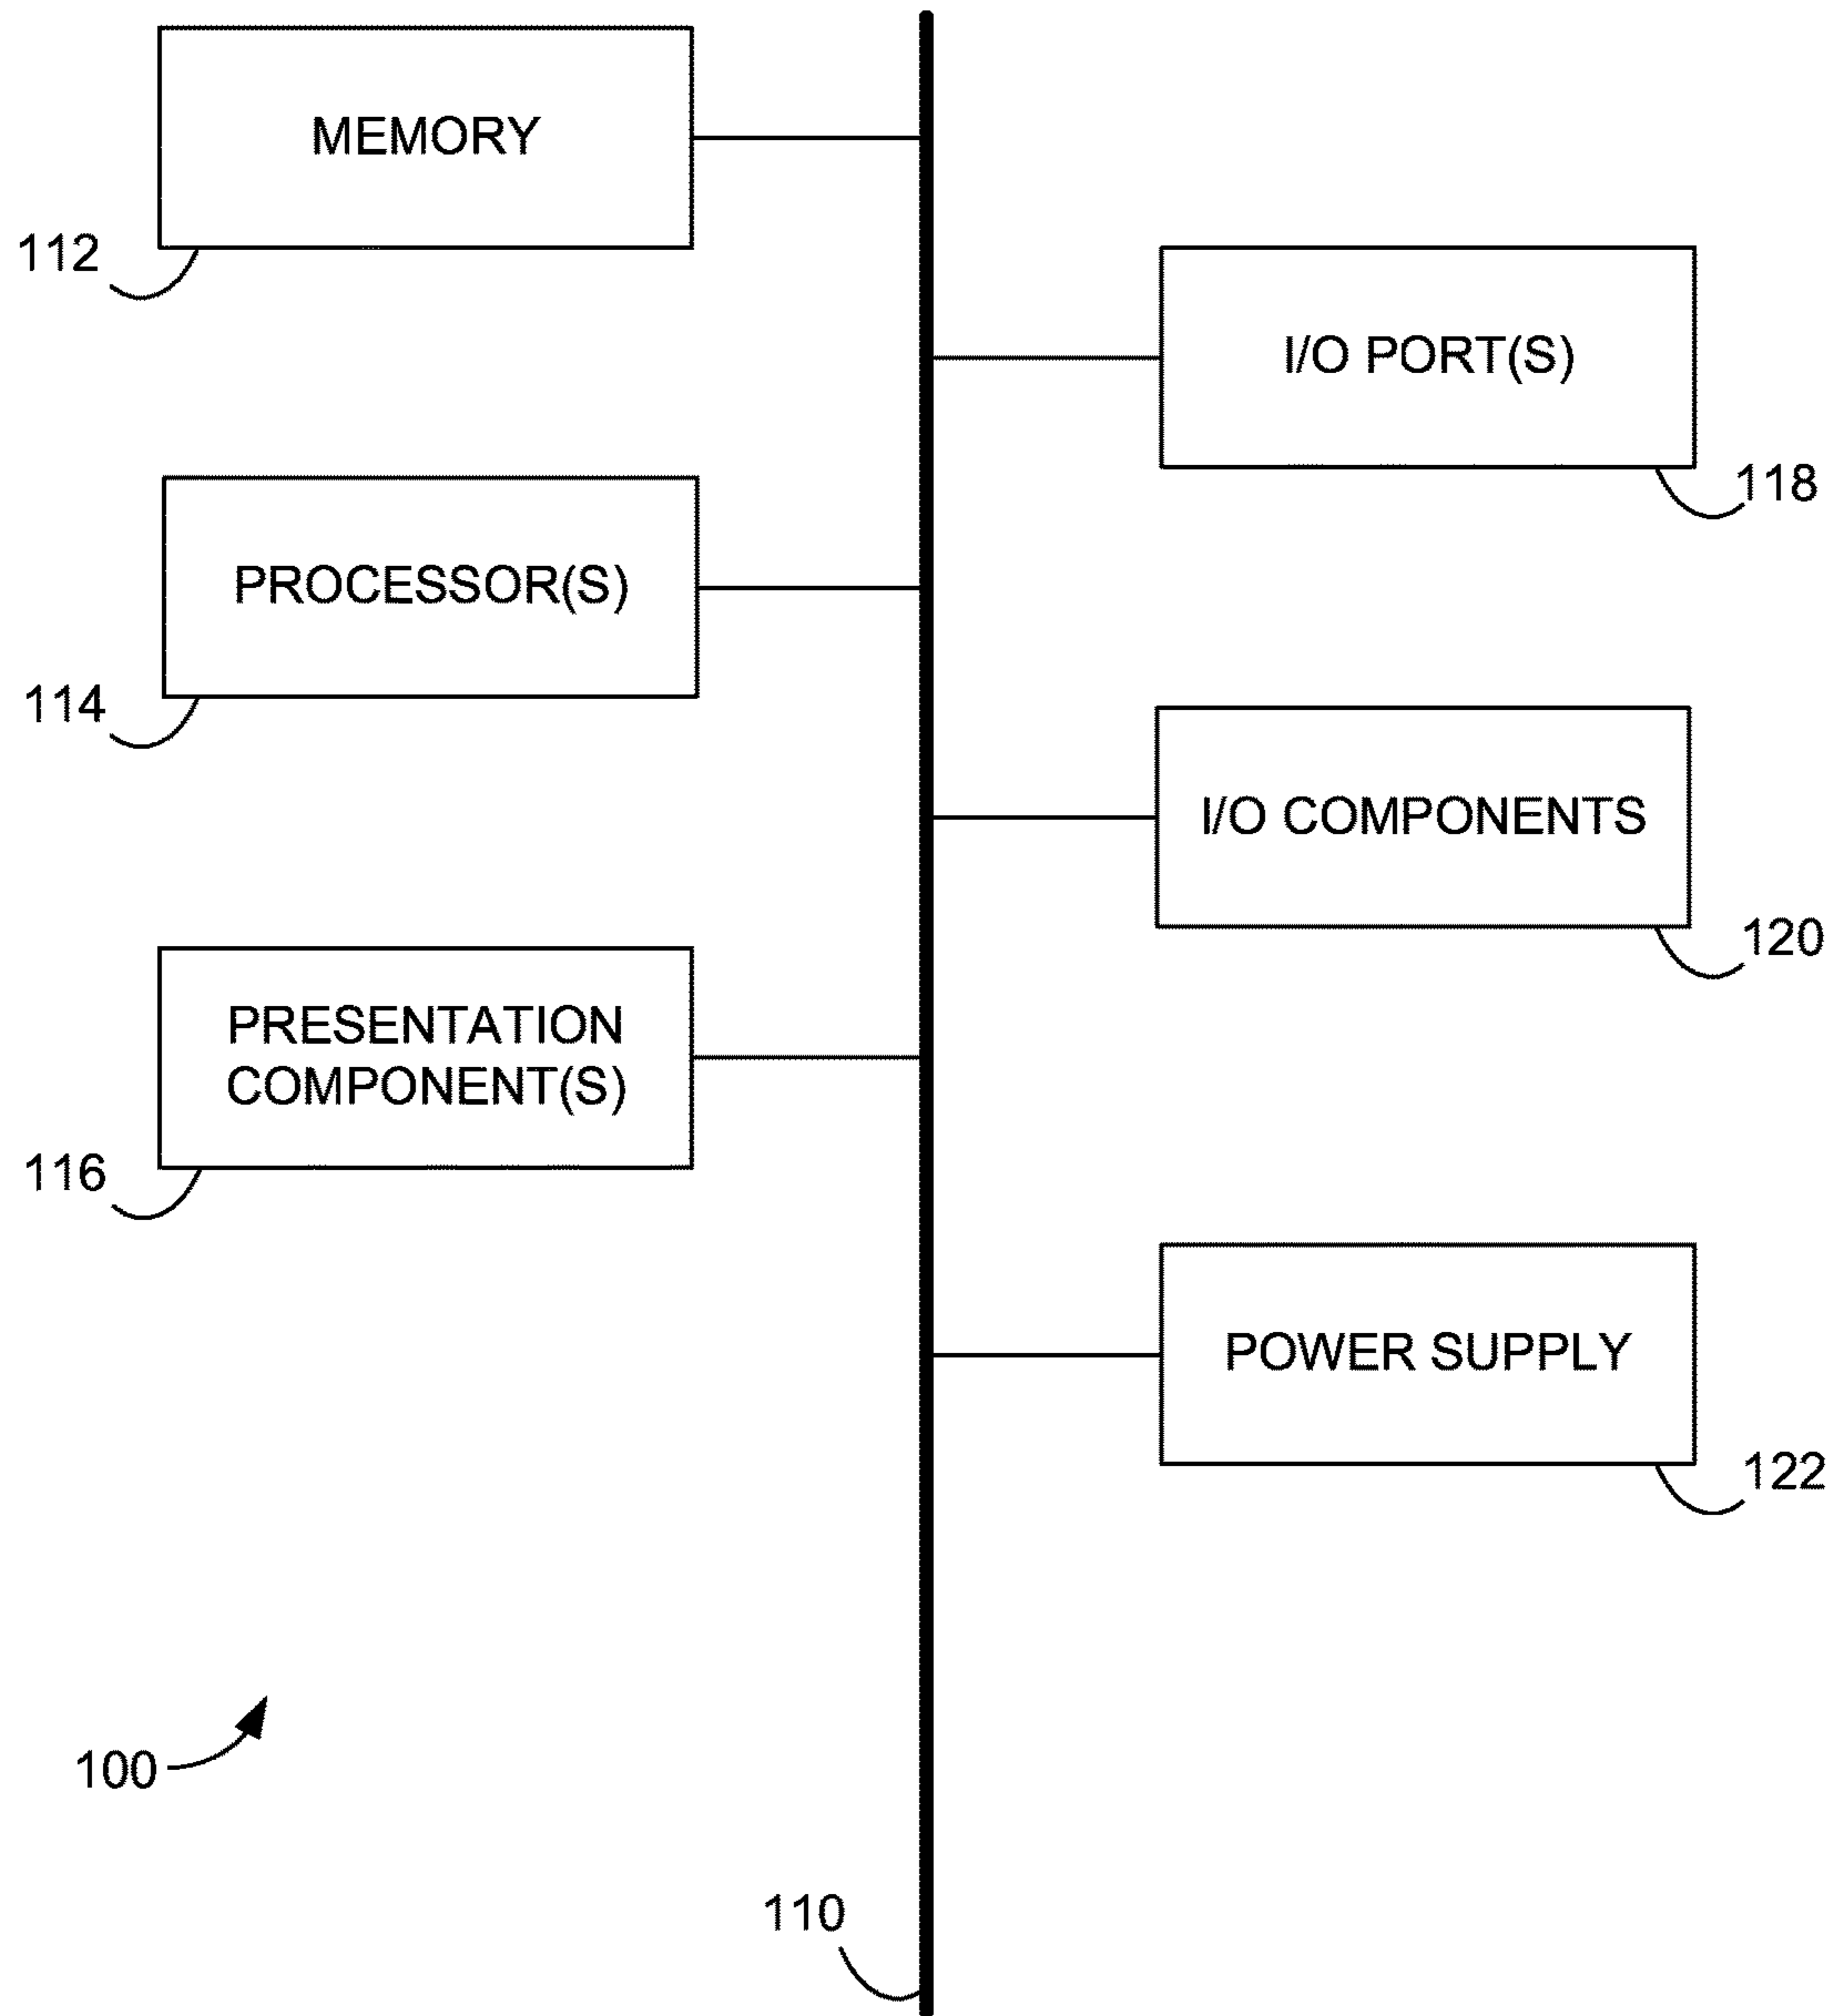 MEMORY
112
I/O PORT(S)
118
PROCESSOR(S)
114
I/O COMPONENTS
120
PRESENTATION
COMPONENT(S)
116
POWER SUPPLY
122
100
110